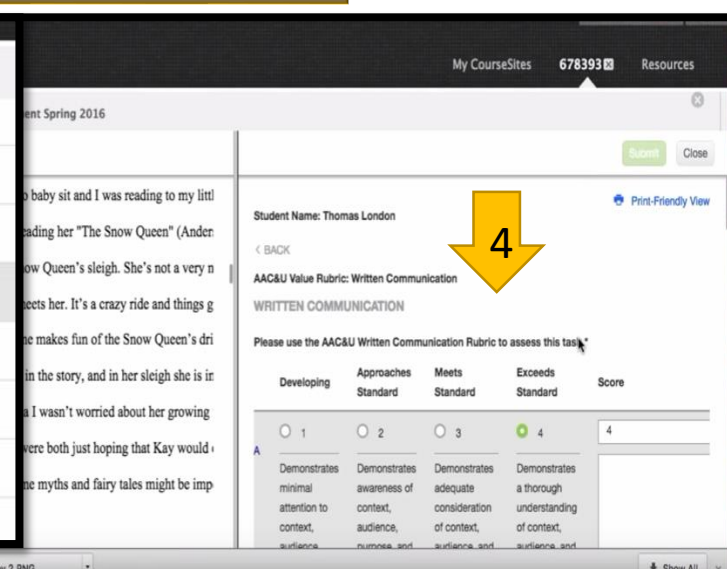 My CourseSites 678393 Resources
ent Spring 2016
Submit Close
baby sit and I was reading to my littl
eading her "The Snow Queen" (Ander
ow Queen's sleigh. She's not a very n
eets her. It's a crazy ride and things g
e makes fun of the Snow Queen's dri
in the story, and in her sleigh she is in
a I wasn't worried about her growing
vere both just hoping that Kay would
ne myths and fairy tales might be imp
Print-Friendly View
Student Name: Thomas London
4
< BACK
AAC&U Value Rubric: Written Communication
WRITTEN COMMUNICATION
Please use the AAC&U Written Communication Rubric to assess this task.*
Developing Approaches Standard Meets Standard Exceeds Standard Score
A
1 2 3 4 4
Demonstrates minimal attention to context, audience
Demonstrates awareness of context, audience, purpose, and
Demonstrates adequate consideration of context, audience, and
Demonstrates a thorough understanding of context, audience, and
2.PNG
Show All